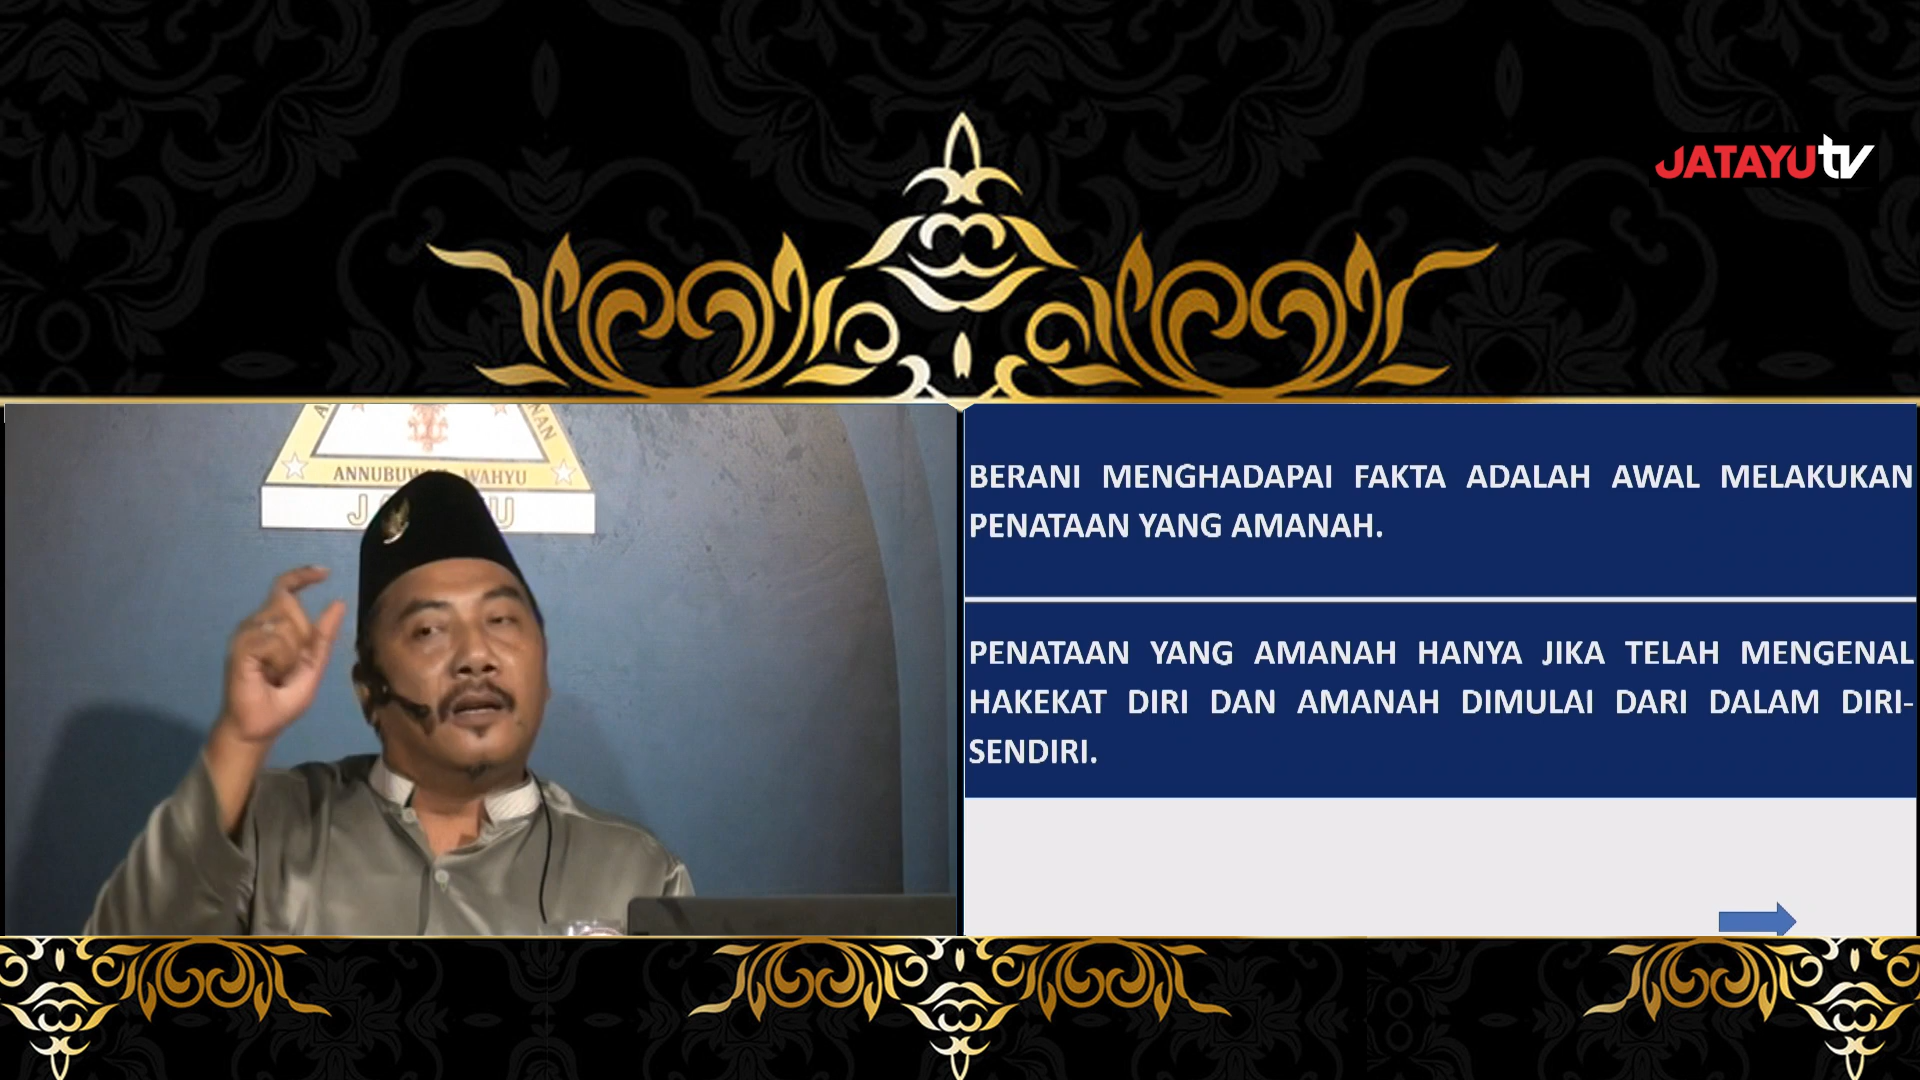 JATAYUtv
ANNUBUW WAHYU
BERANI MENGHADAPAI FAKTA ADALAH AWAL MELAKUKAN
PENATAAN YANG AMANAH.
PENATAAN YANG AMANAH HANYA JIKA TELAH MENGENAL
HAKEKAT DIRI DAN AMANAH DIMULAI DARI DALAM DIRI-
SENDIRI.